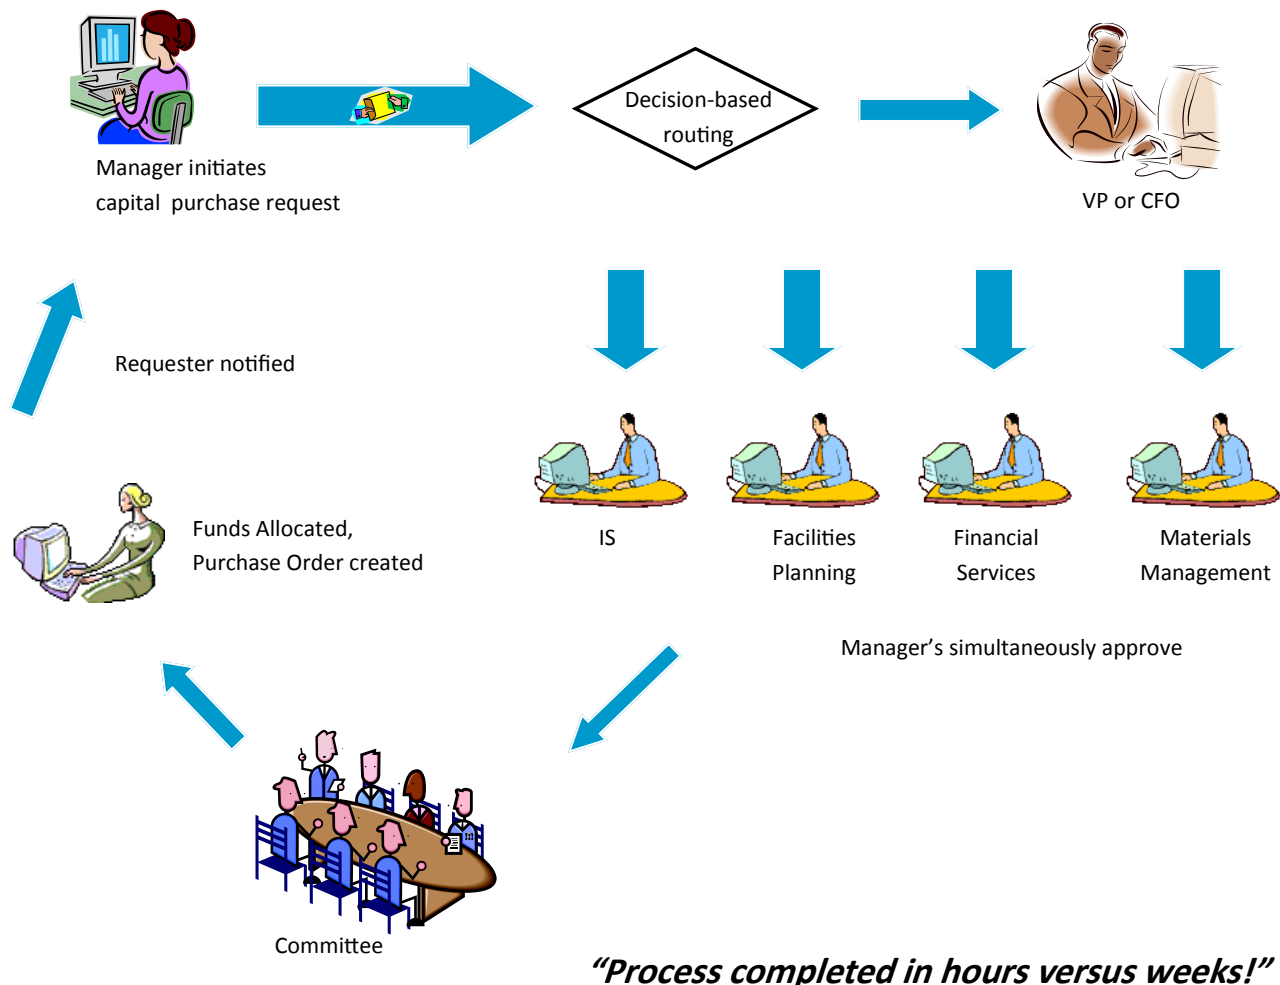 Manager initiates
capital purchase request
Decision-based
routing
VP or CFO
Requester notified
Funds Allocated,
Purchase Order created
IS
Facilities
Planning
Financial
Services
Materials
Management
Manager’s simultaneously approve
Committee
“Process completed in hours versus weeks!”